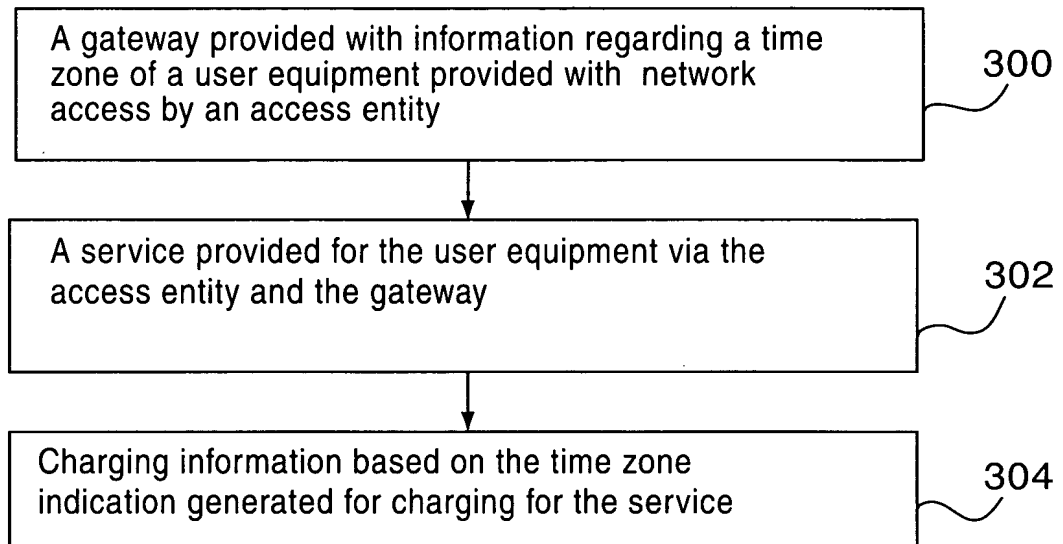 A gateway provided with information regarding a time
zone of a user equipment provided with network
access by an access entity
300
A service provided for the user equipment via the
access entity and the gateway
302
Charging information based on the time zone
indication generated for charging for the service
304